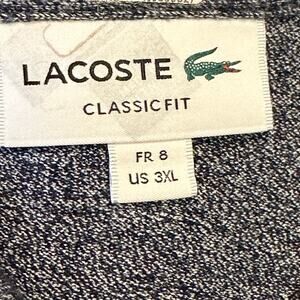 LACOSTE
CLASSIC FIT
FR 8
US 3XL